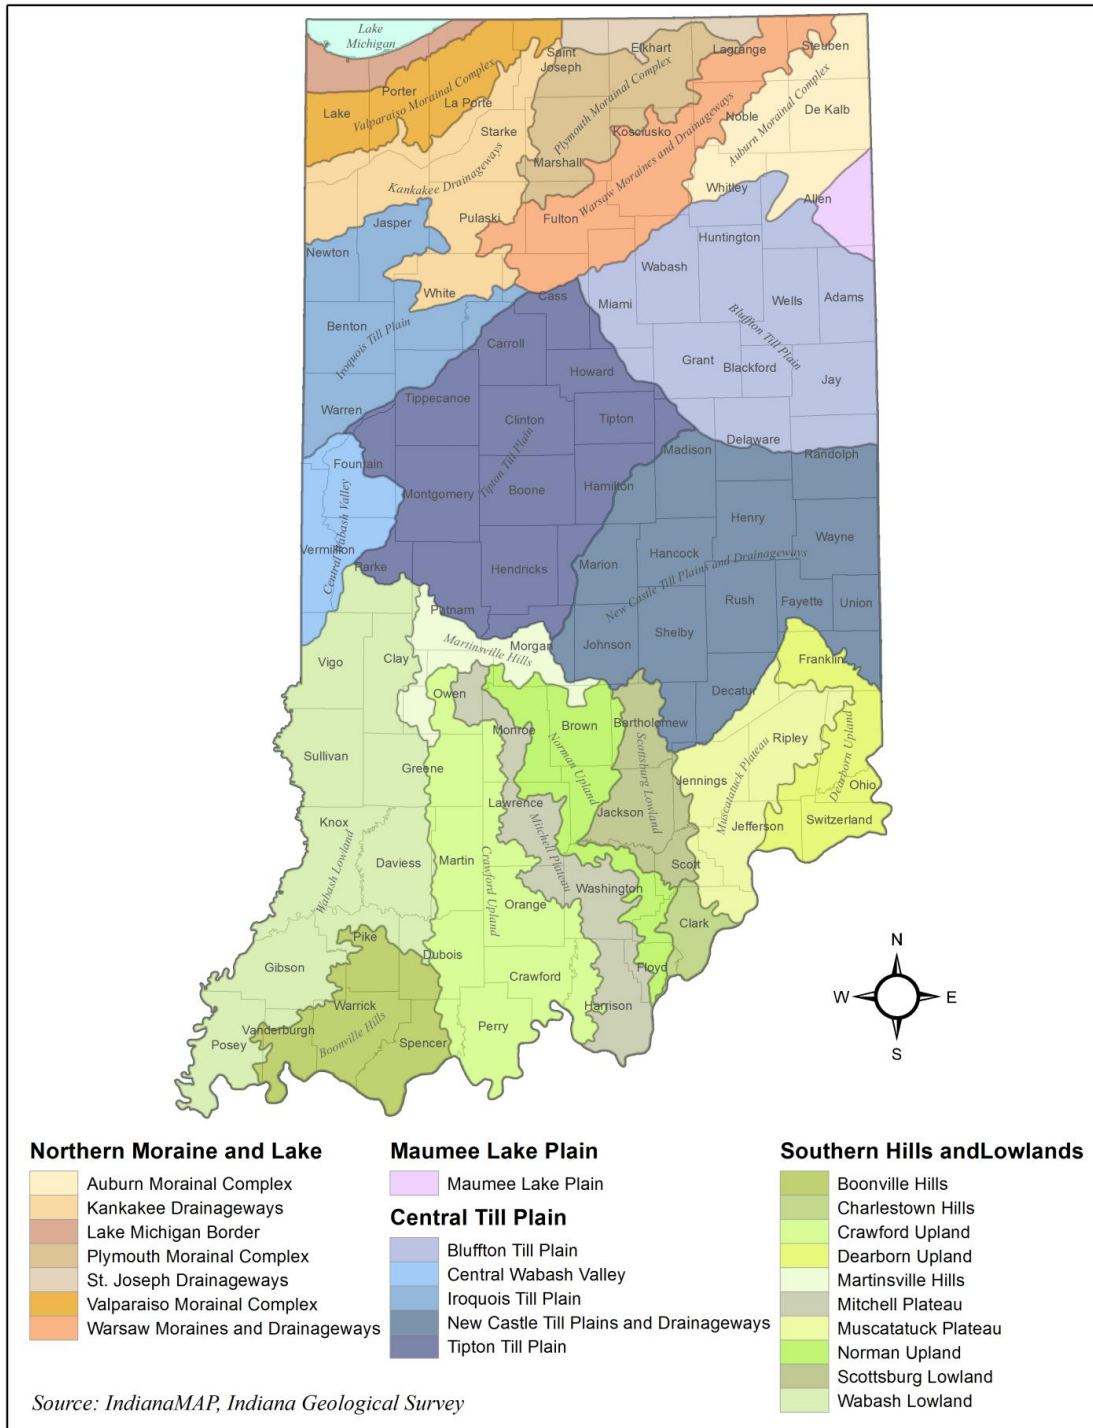 Lake
Michigan
Saint
Joseph
Elkhart
Lagrange
Steuben
Porter
Lake
La Porte
Valparaiso Morainal Complex
Plymouth Morainal Complex
Noble
De Kalb
Auburn Morainal Complex
Starke
Kosciusko
Marshall
Warsaw Moraines and Drainageways
Kankakee Drainageways
Whitley
Allen
Jasper
Pulaski
Fulton
Huntington
Newton
Wabash
White
Cass
Miami
Wells
Adams
Benton
Iroquois Till Plain
Carroll
Bluffton Till Plain
Grant
Blackford
Howard
Jay
Tippecanoe
Warren
Clinton
Tipton
Delaware
Madison
Randolph
Fountain
Tipton Till Plain
Montgomery
Boone
Hamilton
Henry
Central Wabash Valley
Wayne
Vermillion
Hancock
Parke
Hendricks
Marion
New Castle Till Plains and Drainageways
Rush
Fayette
Union
Putnam
Shelby
Morgan
Johnson
Martinsville Hills
Vigo
Clay
Franklin
Owen
Decatur
Monroe
Brown
Bartholomew
Ripley
Norman Upland
Scottsburg Lowland
Muscatatuck Plateau
Dearborn Upland
Sullivan
Greene
Jennings
Ohio
Lawrence
Jackson
Knox
Jefferson
Switzerland
Wabash Lowland
Daviess
Martin
Crawford Upland
Mitchell Plateau
Scott
Washington
Orange
Clark
Pike
Dubois
Gibson
Crawford
Floyd
Warrick
Harrison
Vanderburgh
Perry
Posey
Boonville Hills
Spencer
N
W
E
S
Northern Moraine and Lake
Auburn Morainal Complex
Kankakee Drainageways
Lake Michigan Border
Plymouth Morainal Complex
St. Joseph Drainageways
Valparaiso Morainal Complex
Warsaw Moraines and Drainageways
Maumee Lake Plain
Maumee Lake Plain
Central Till Plain
Bluffton Till Plain
Central Wabash Valley
Iroquois Till Plain
New Castle Till Plains and Drainageways
Tipton Till Plain
Southern Hills andLowlands
Boonville Hills
Charlestown Hills
Crawford Upland
Dearborn Upland
Martinsville Hills
Mitchell Plateau
Muscatatuck Plateau
Norman Upland
Scottsburg Lowland
Wabash Lowland
Source: IndianaMAP, Indiana Geological Survey